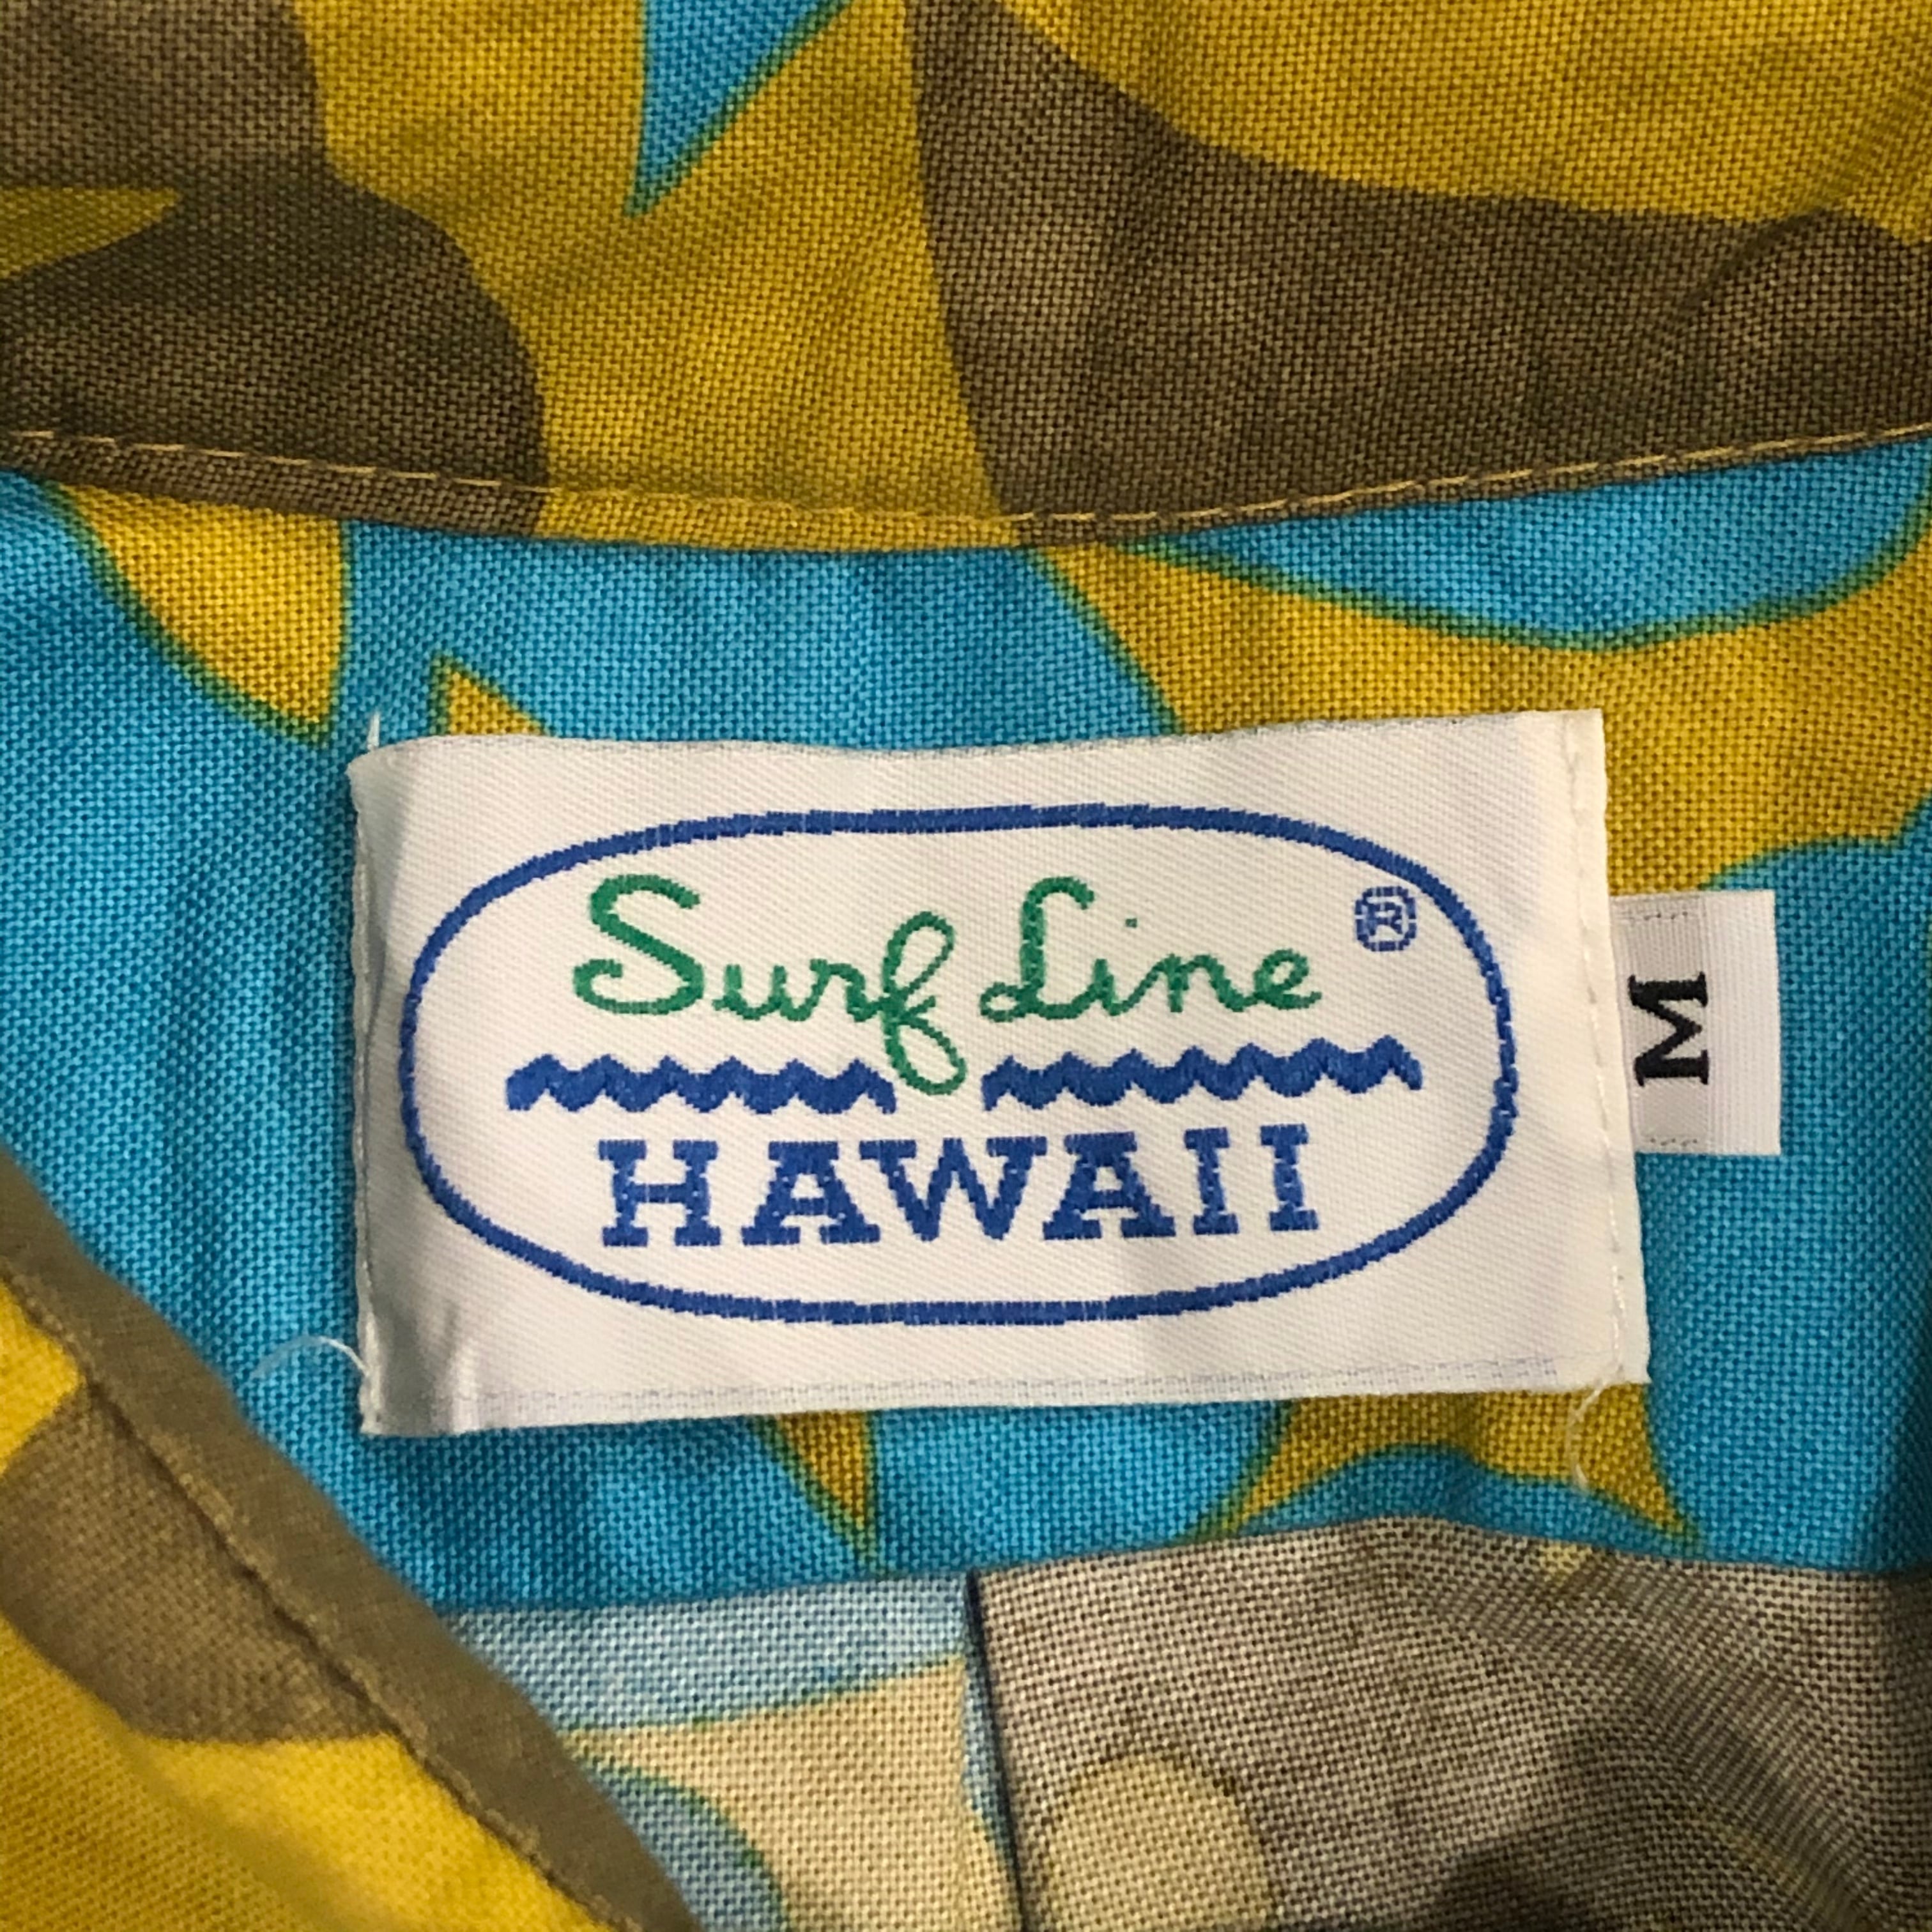 Surf Line ®
HAWAII
M